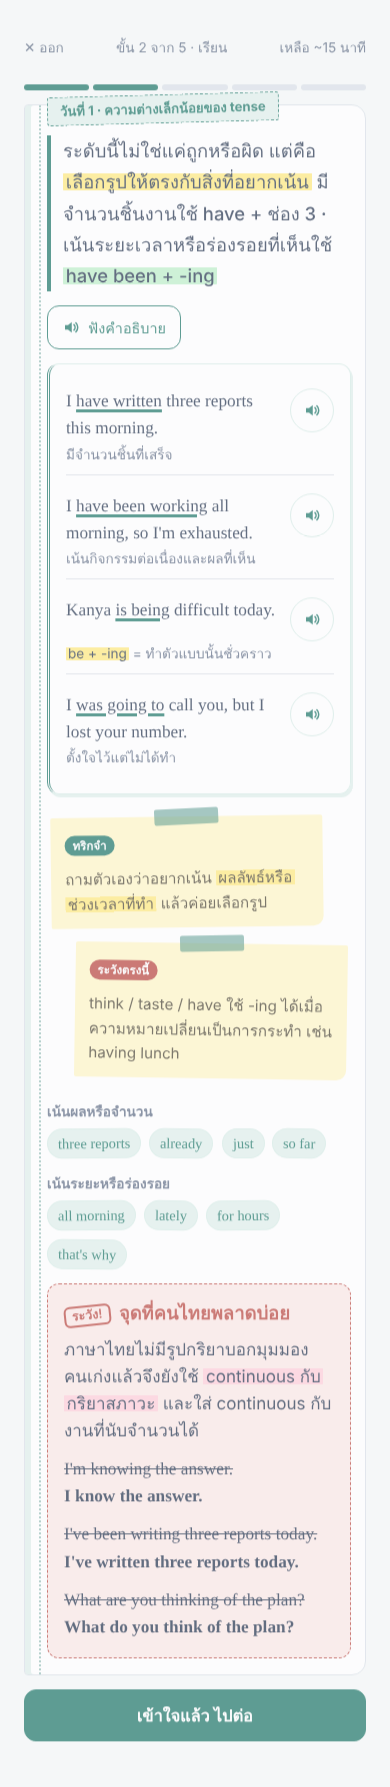 ✕ ออก
ขั้น 2 จาก 5 · เรียน
เหลือ ~15 นาที
วันที่ 1 · ความต่างเล็กน้อยของ tense
ระดับนี้ไม่ใช่แค่ถูกหรือผิด แต่คือ
เลือกรูปให้ตรงกับสิ่งที่อยากเน้น มี
จำนวนชิ้นงานใช้ have + ช่อง 3 ·
เน้นระยะเวลาหรือร่องรอยที่เห็นใช้
have been + -ing
ฟังคำอธิบาย
I have written three reports
this morning.
มีจำนวนชิ้นที่เสร็จ
I have been working all
morning, so I'm exhausted.
เน้นกิจกรรมต่อเนื่องและผลที่เห็น
Kanya is being difficult today.
be + -ing = ทำตัวแบบนั้นชั่วคราว
I was going to call you, but I
lost your number.
ตั้งใจไว้แต่ไม่ได้ทำ
ทริกจำ
ถามตัวเองว่าอยากเน้น ผลลัพธ์หรือ
ช่วงเวลาที่ทำ แล้วค่อยเลือกรูป
ระวังตรงนี้
think / taste / have ใช้ -ing ได้เมื่อ
ความหมายเปลี่ยนเป็นการกระทำ เช่น
having lunch
เน้นผลหรือจำนวน
three reports already just so far
เน้นระยะหรือร่องรอย
all morning lately for hours
that's why
ระวัง! จุดที่คนไทยพลาดบ่อย
ภาษาไทยไม่มีรูปกริยาบอกมุมมอง
คนเก่งแล้วจึงยังใช้ continuous กับ
กริยาสภาวะ และใส่ continuous กับ
งานที่นับจำนวนได้
I'm knowing the answer.
I know the answer.
I've been writing three reports today.
I've written three reports today.
What are you thinking of the plan?
What do you think of the plan?
เข้าใจแล้ว ไปต่อ